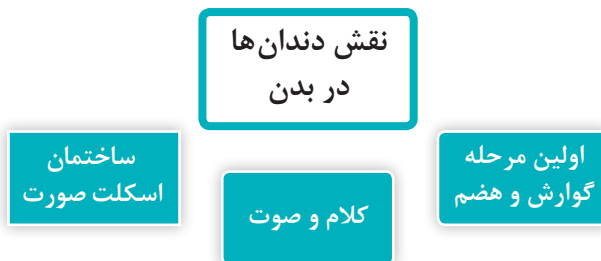 نقش دندان‌ها
در بدن
اولین مرحله
گوارش و هضم
کلام و صوت
ساختمان
اسکلت صورت